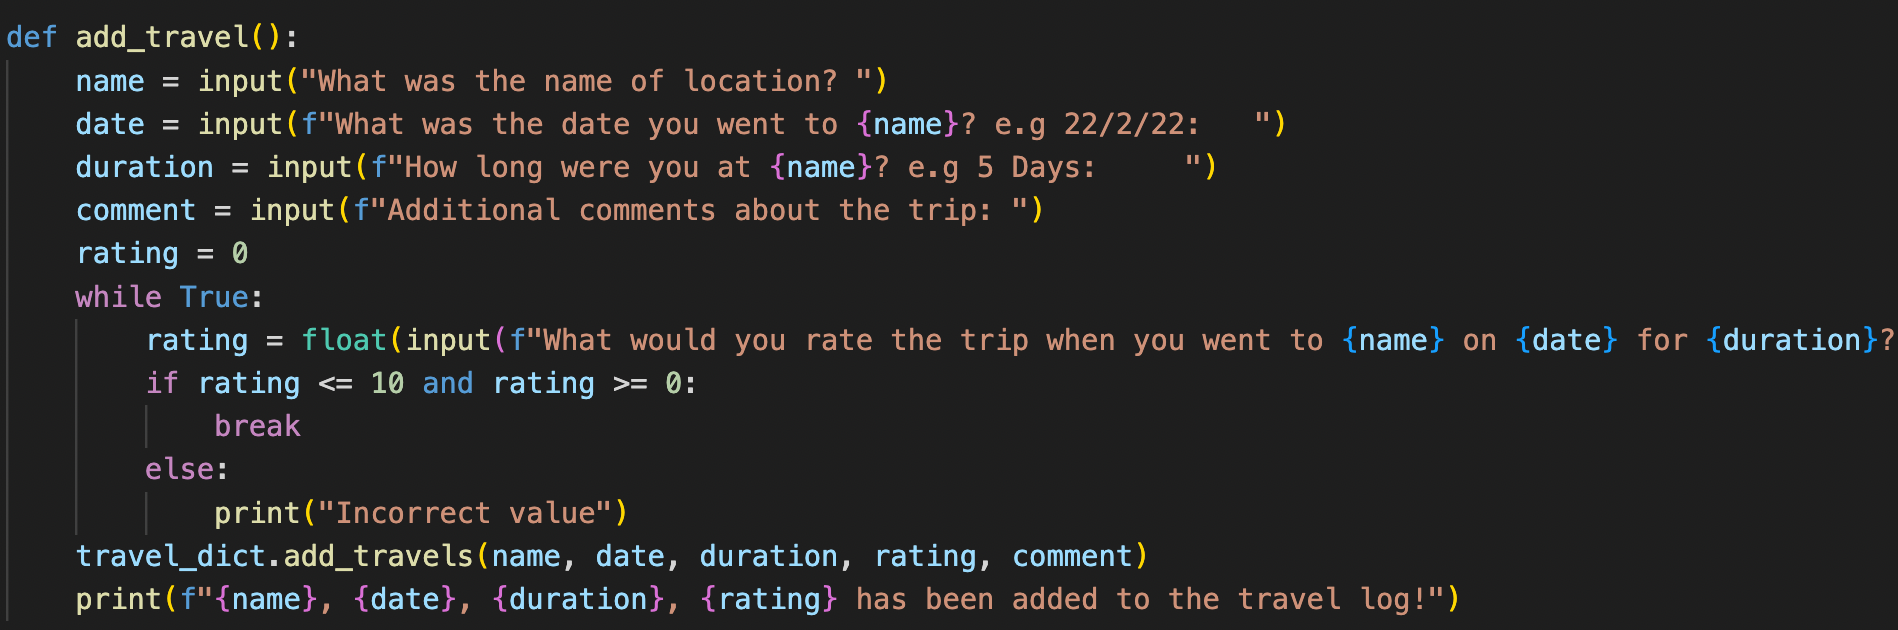 def add_travel():
    name = input("What was the name of location? ")
    date = input(f"What was the date you went to {name}? e.g 22/2/22:   ")
    duration = input(f"How long were you at {name}? e.g 5 Days:     ")
    comment = input(f"Additional comments about the trip: ")
    rating = 0
    while True:
        rating = float(input(f"What would you rate the trip when you went to {name} on {date} for {duration}?
        if rating <= 10 and rating >= 0:
            break
        else:
            print("Incorrect value")
    travel_dict.add_travels(name, date, duration, rating, comment)
    print(f"{name}, {date}, {duration}, {rating} has been added to the travel log!")